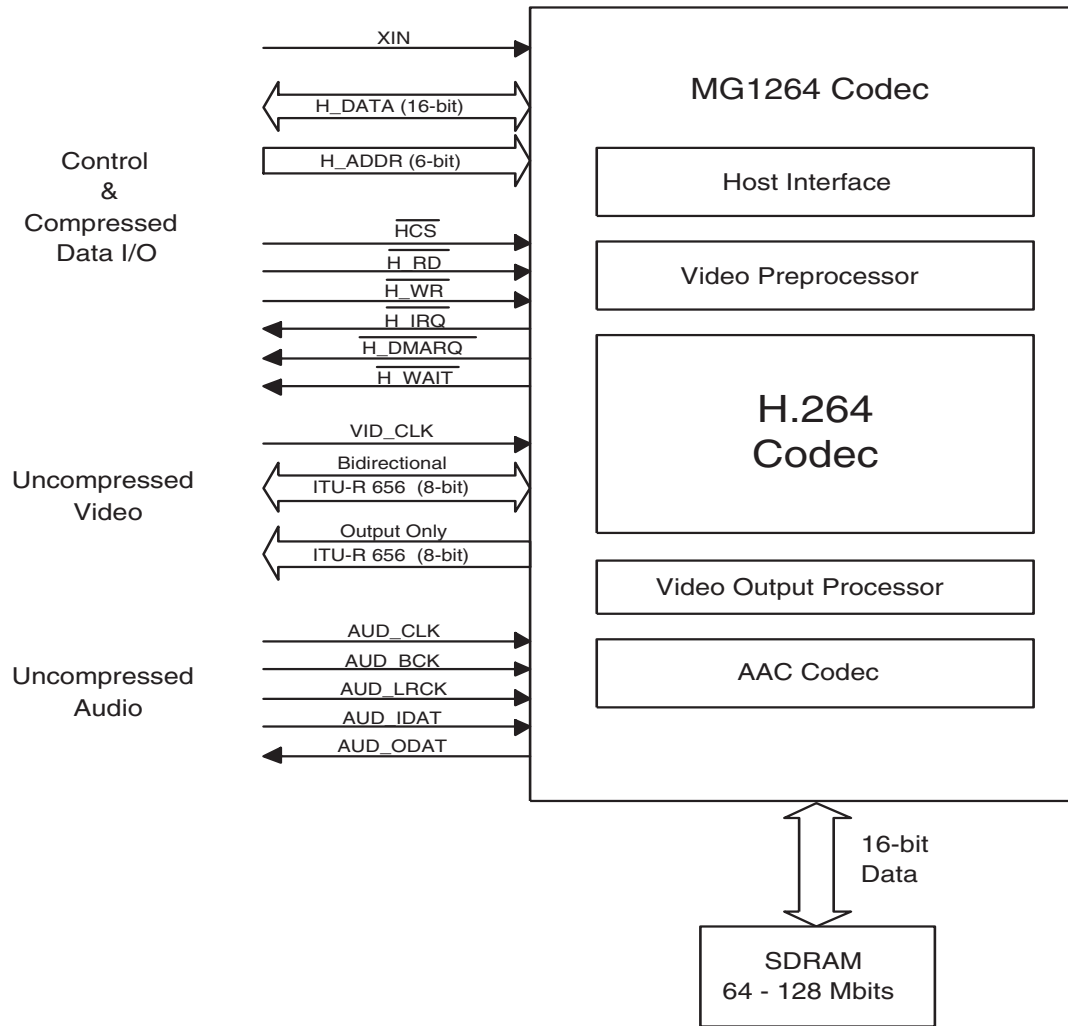 XIN
H_DATA (16-bit)
H_ADDR (6-bit)
Control
&
Compressed
Data I/O
HCS
H_RD
H_WR
H_IRQ
H_DMARQ
H_WAIT
VID_CLK
Bidirectional
ITU-R 656 (8-bit)
Uncompressed
Video
Output Only
ITU-R 656 (8-bit)
AUD_CLK
AUD_BCK
AUD_LRCK
AUD_IDAT
AUD_ODAT
Uncompressed
Audio
MG1264 Codec
Host Interface
Video Preprocessor
H.264
Codec
Video Output Processor
AAC Codec
16-bit
Data
SDRAM
64 - 128 Mbits